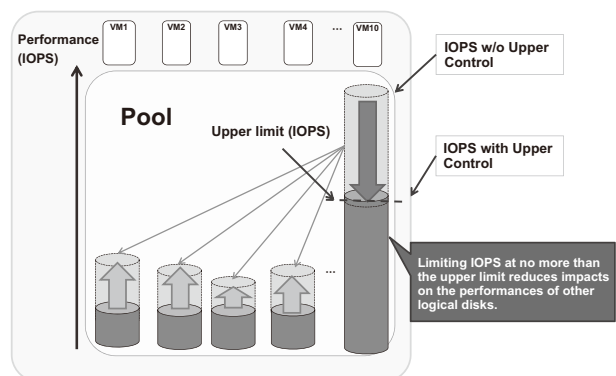 VM1
VM2
VM3
VM4
...
VM10
Performance
(IOPS)
IOPS w/o Upper
Control
Pool
Upper limit (IOPS)
IOPS with Upper
Control
Limiting IOPS at no more than
the upper limit reduces impacts
on the performances of other
logical disks.
...